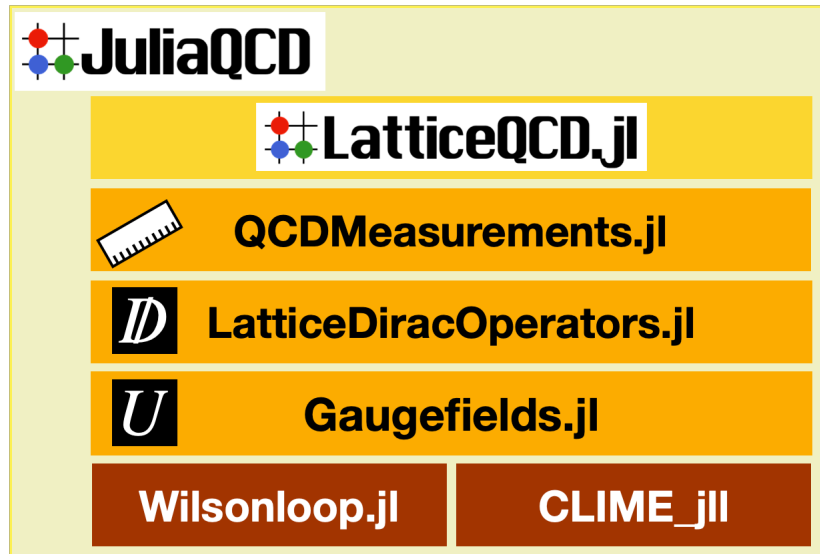 JuliaQCD
LatticeQCD.jl
QCDMeasurements.jl
D LatticeDiracOperators.jl
U Gaugefields.jl
Wilsonloop.jl CLIME_jll